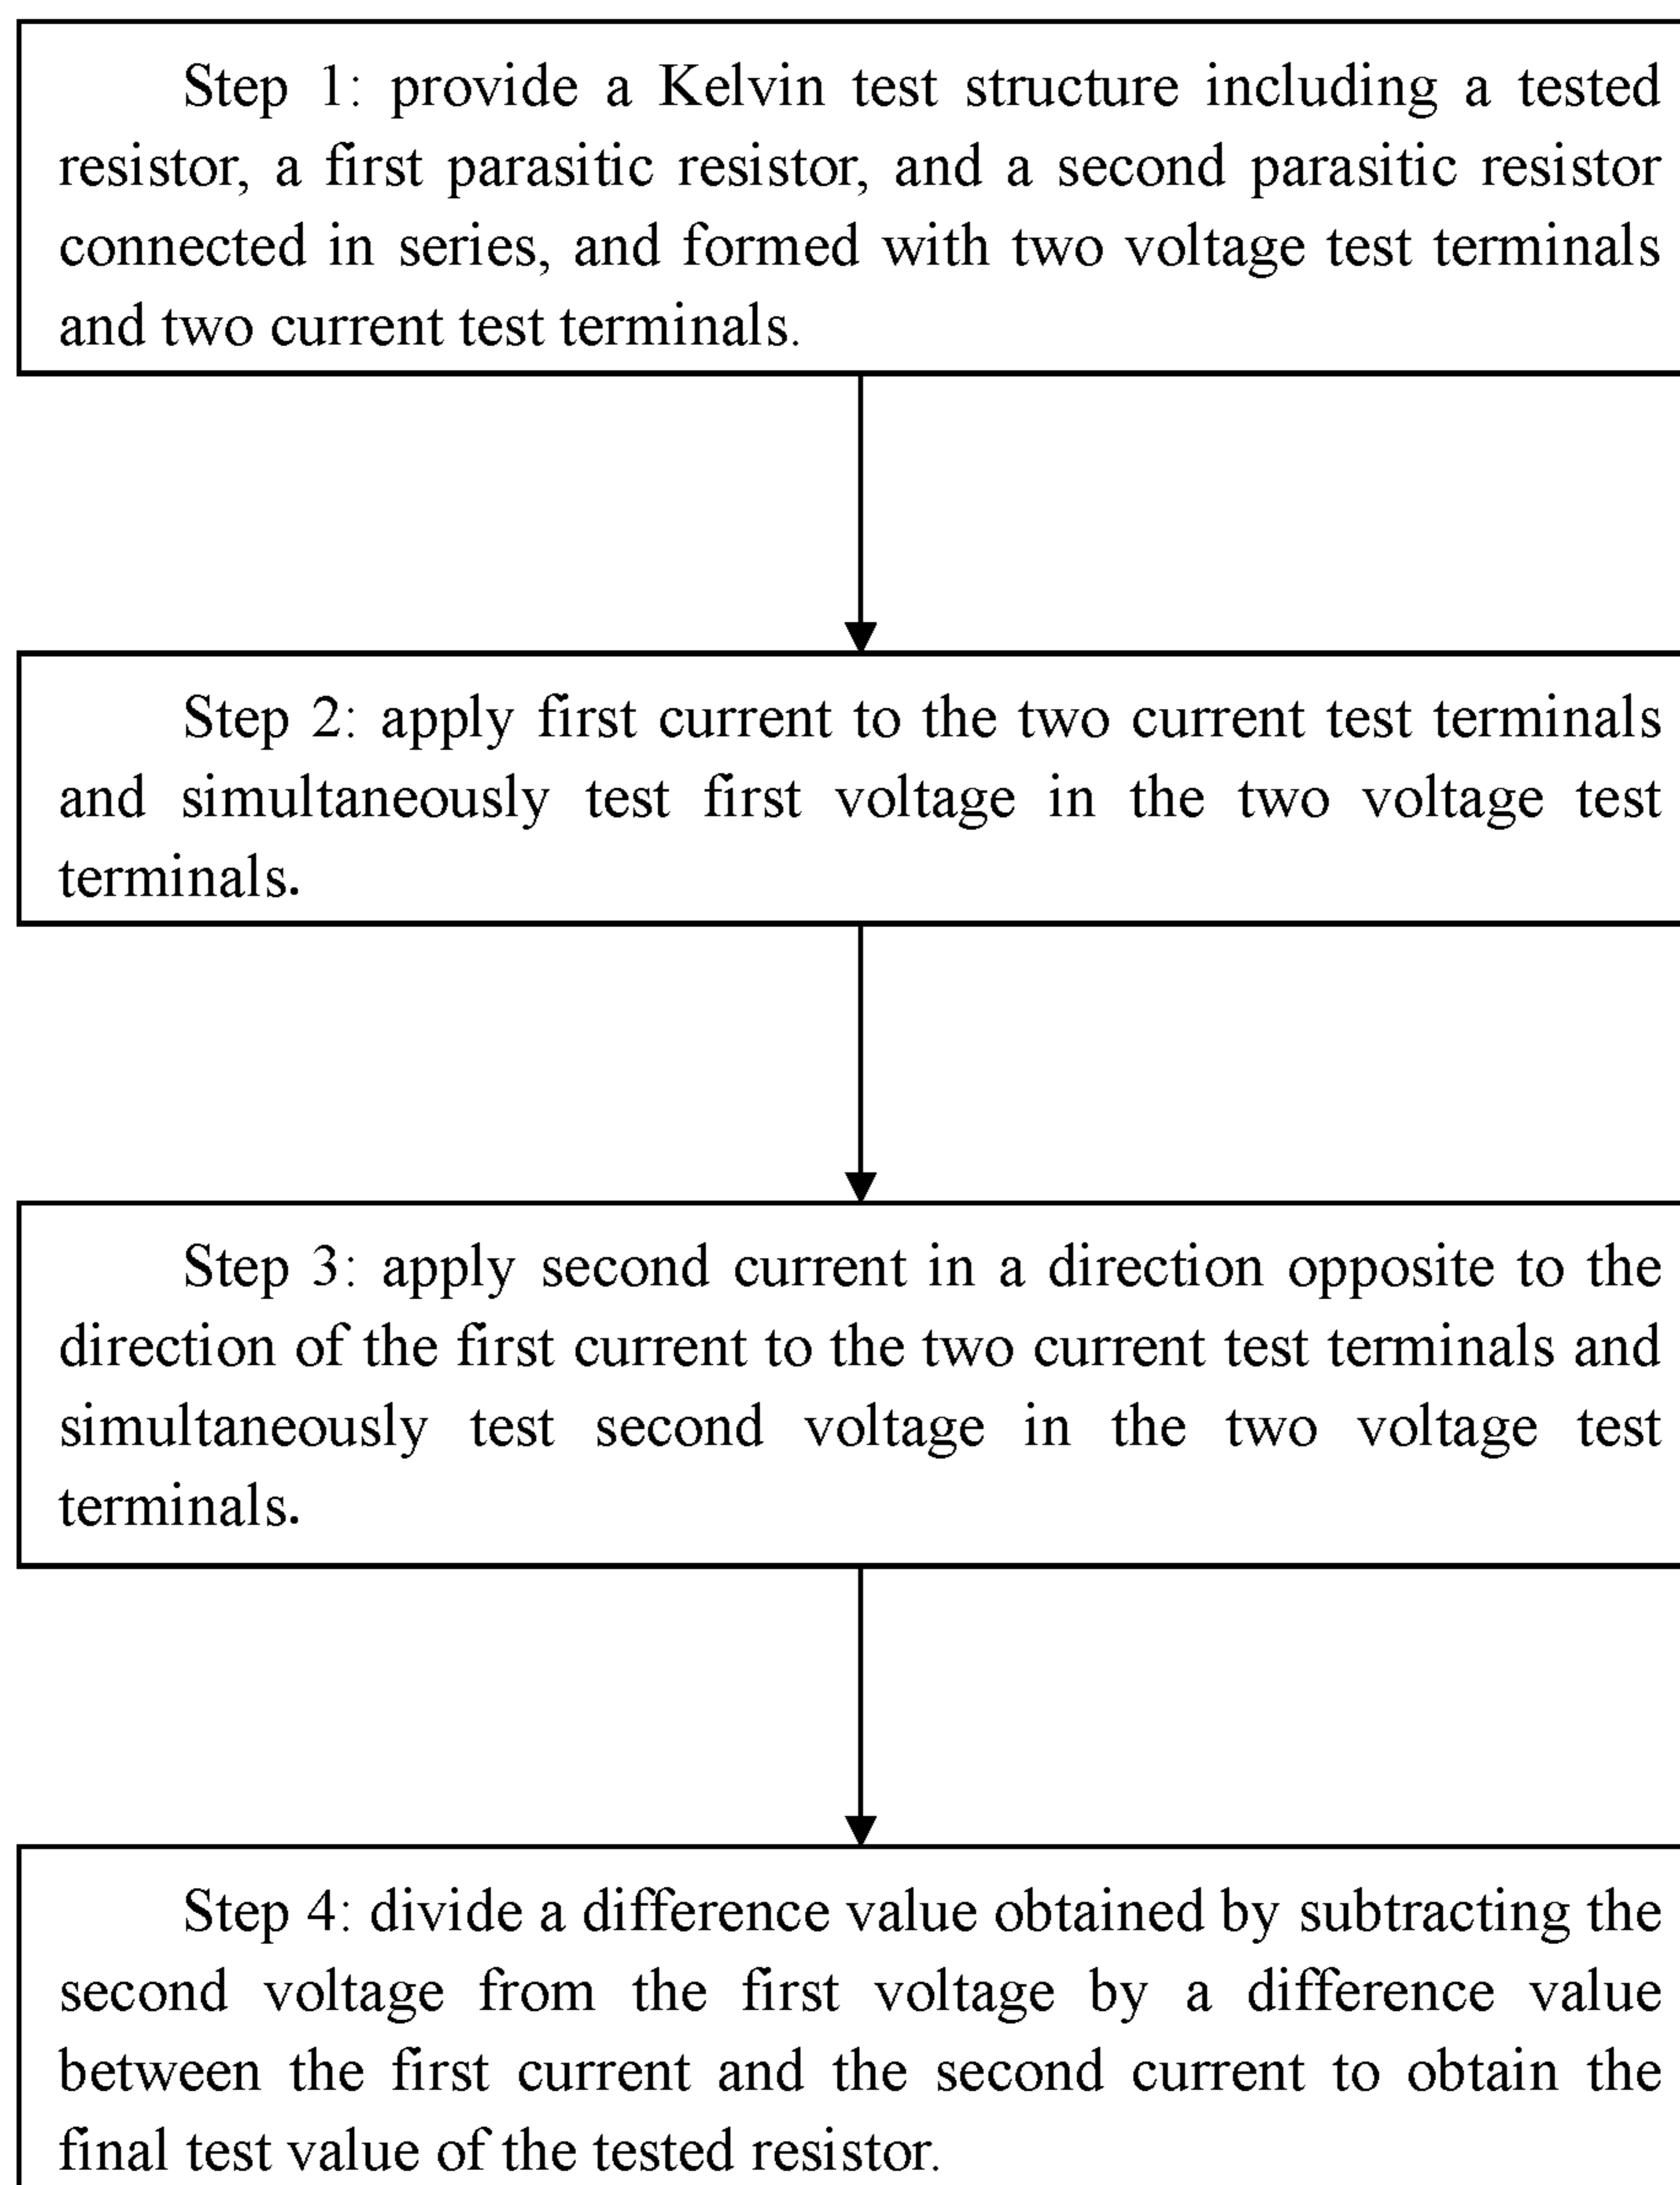 Step 1: provide a Kelvin test structure including a tested
resistor, a first parasitic resistor, and a second parasitic resistor
connected in series, and formed with two voltage test terminals
and two current test terminals.
Step 2: apply first current to the two current test terminals
and simultaneously test first voltage in the two voltage test
terminals.
Step 3: apply second current in a direction opposite to the
direction of the first current to the two current test terminals and
simultaneously test second voltage in the two voltage test
terminals.
Step 4: divide a difference value obtained by subtracting the
second voltage from the first voltage by a difference value
between the first current and the second current to obtain the
final test value of the tested resistor.